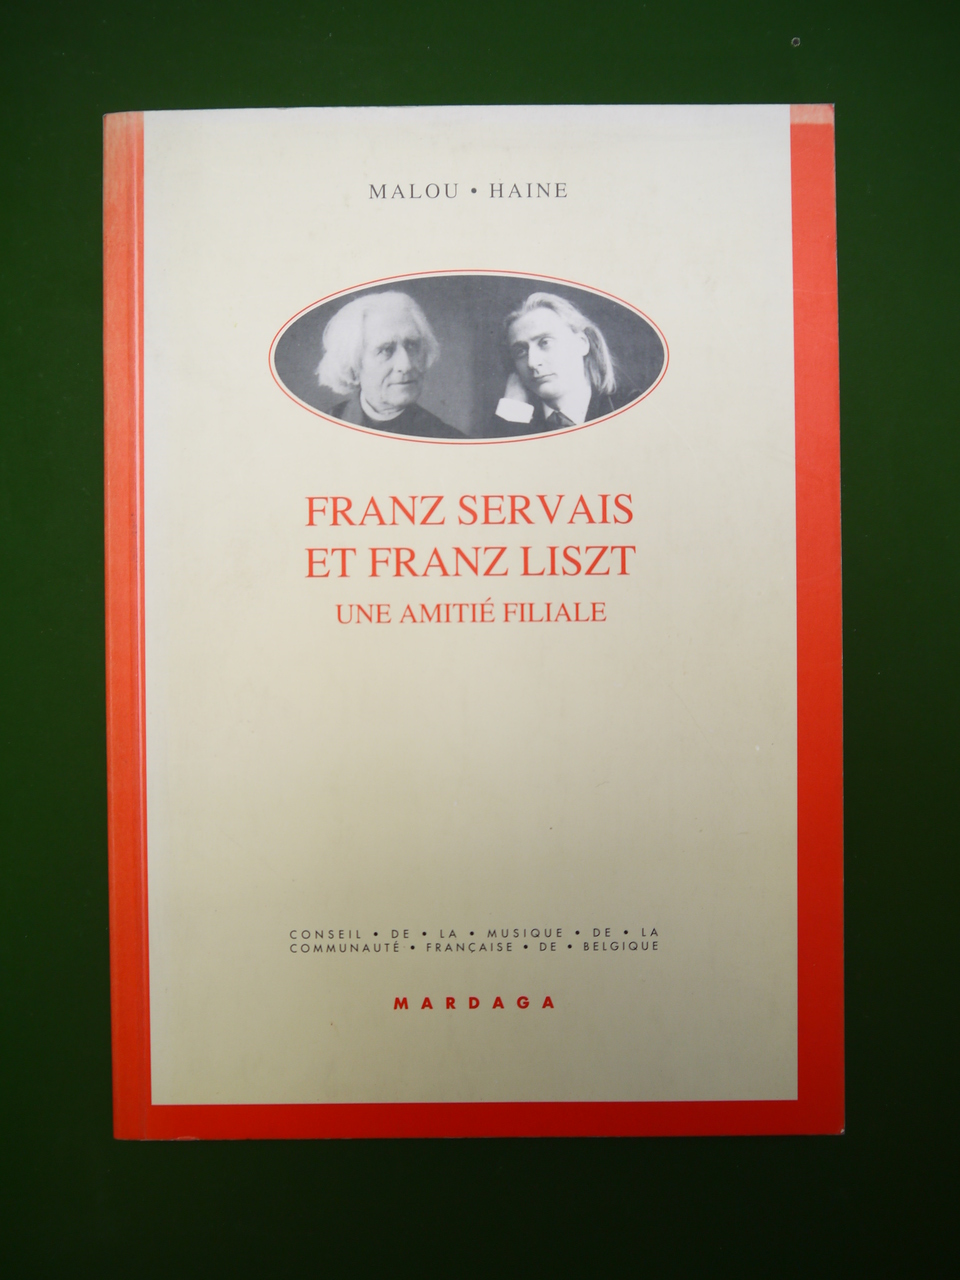 MALOU • HAINE
FRANZ SERVAIS
ET FRANZ LISZT
UNE AMITIÉ FILIALE
CONSEIL • DE • LA • MUSIQUE • DE • LA
COMMUNAUTÉ • FRANÇAISE • DE • BELGIQUE
MARDAGA